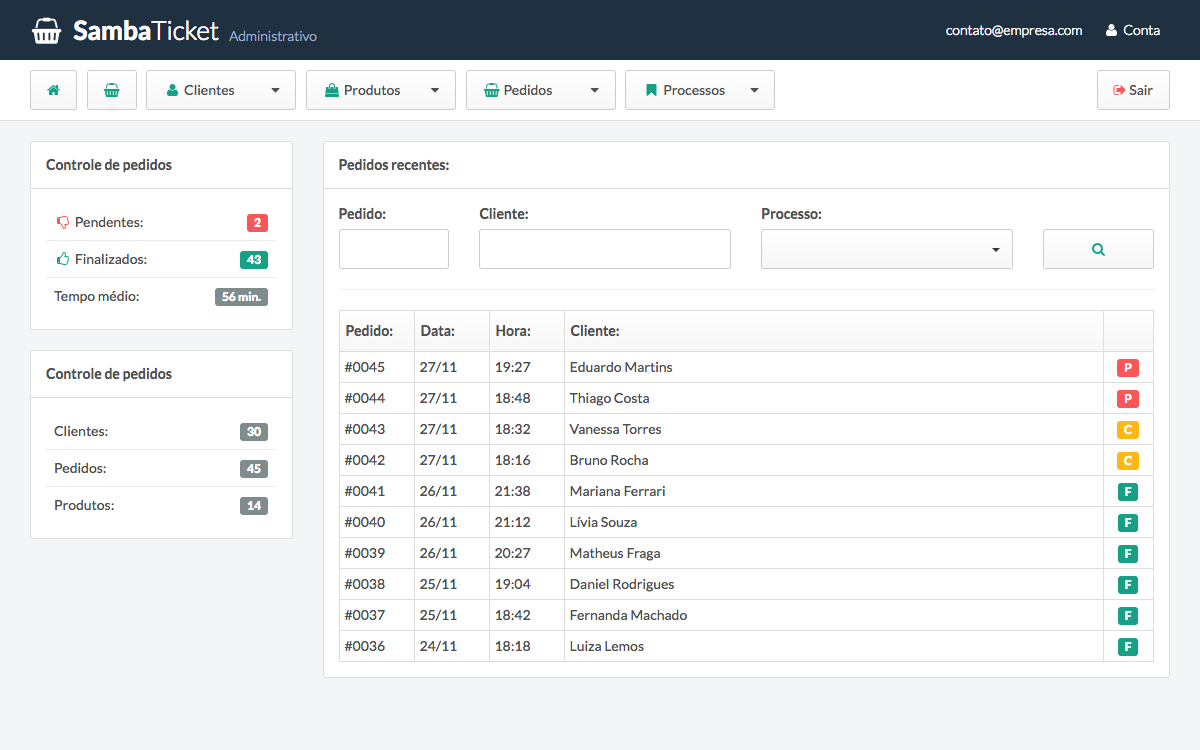 SambaTicket Administrativo contato@empresa.com Conta
Clientes Produtos Pedidos Processos Sair
Controle de pedidos
Pendentes: 2
Finalizados: 43
Tempo médio: 56 min.
Controle de pedidos
Clientes: 30
Pedidos: 45
Produtos: 14
Pedidos recentes:
Pedido: Cliente: Processo:
Pedido: Data: Hora: Cliente:
#0045 27/11 19:27 Eduardo Martins P
#0044 27/11 18:48 Thiago Costa P
#0043 27/11 18:32 Vanessa Torres C
#0042 27/11 18:16 Bruno Rocha C
#0041 26/11 21:38 Mariana Ferrari F
#0040 26/11 21:12 Lívia Souza F
#0039 26/11 20:27 Matheus Fraga F
#0038 25/11 19:04 Daniel Rodrigues F
#0037 25/11 18:42 Fernanda Machado F
#0036 24/11 18:18 Luiza Lemos F